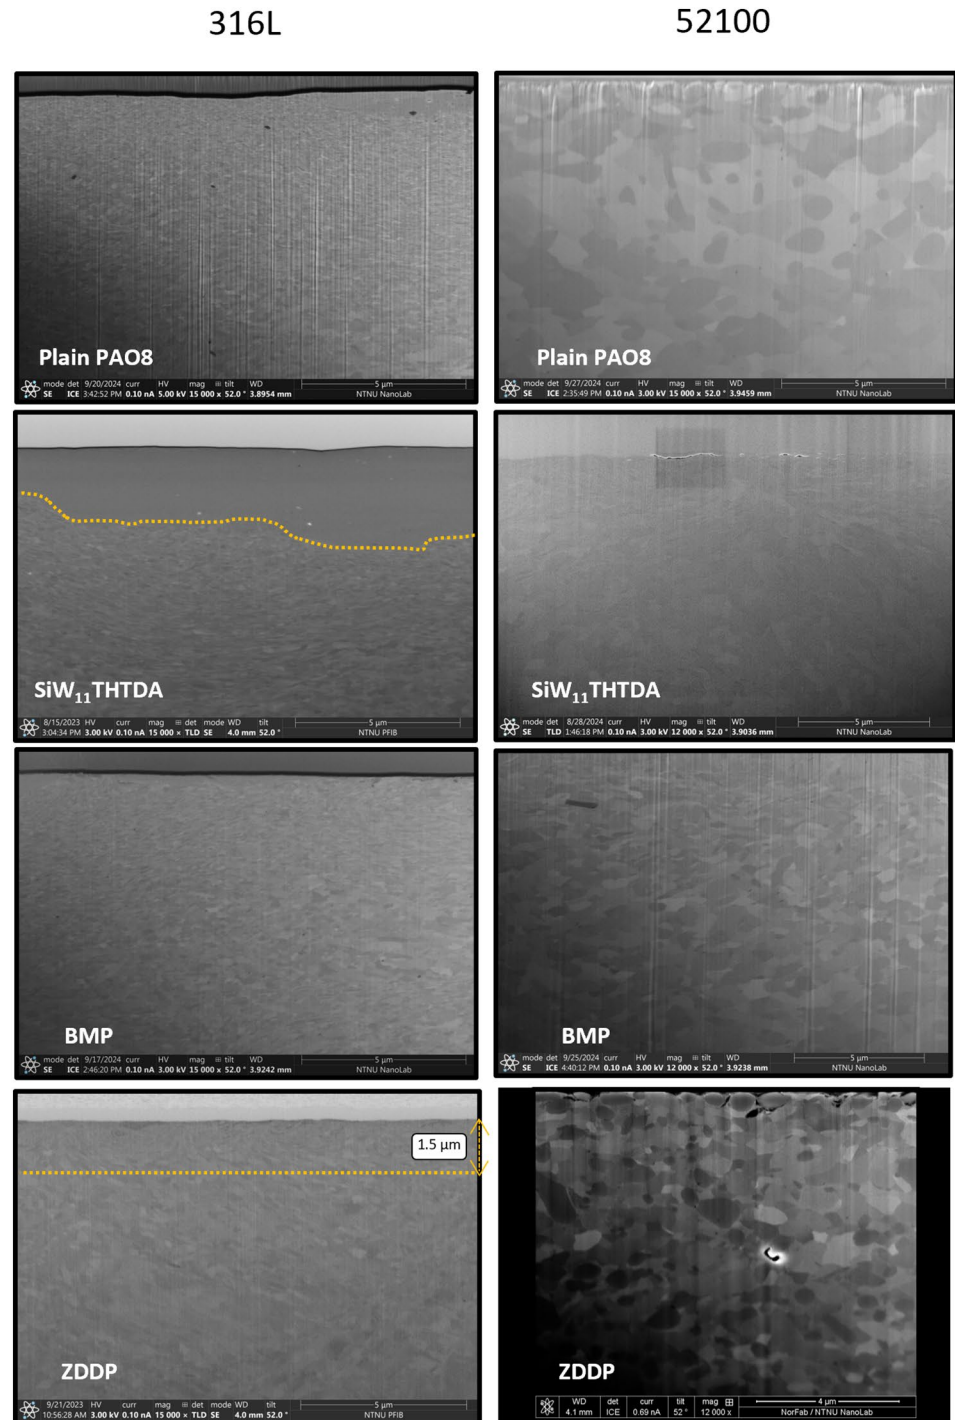 316L
52100
Plain PAO8
mode det 9/20/2024 curr HV mag tilt WD 5 µm
SE ICE 3:42:52 PM 0.10 nA 5.00 kV 15 000 x 52.0 ° 3.8954 mm NTNU NanoLab
Plain PAO8
mode det 9/27/2024 curr HV mag tilt WD 5 µm
SE ICE 2:35:49 PM 0.10 nA 3.00 kV 15 000 x 52.0 ° 3.9459 mm NTNU NanoLab
SiW₁₁THTDA
8/15/2023 HV curr mag det mode WD tilt 5 µm
3:04:34 PM 3.00 kV 0.10 nA 15 000 × TLD SE 4.0 mm 52.0 ° NTNU PFIB
SiW₁₁THTDA
mode det 8/28/2024 curr HV mag tilt WD 5 µm
SE TLD 1:46:18 PM 0.10 nA 3.00 kV 12 000 x 52.0 ° 3.9036 mm NTNU NanoLab
BMP
mode det 9/17/2024 curr HV mag tilt WD 5 µm
SE ICE 2:46:20 PM 0.10 nA 3.00 kV 15 000 x 52.0 ° 3.9242 mm NTNU NanoLab
BMP
mode det 9/25/2024 curr HV mag tilt WD 5 µm
SE ICE 4:40:12 PM 0.10 nA 3.00 kV 12 000 x 52.0 ° 3.9238 mm NTNU NanoLab
1.5 µm
ZDDP
9/21/2023 HV curr mag det mode WD tilt 5 µm
10:56:28 AM 3.00 kV 0.10 nA 15 000 × TLD SE 4.0 mm 52.0 ° NTNU PFIB
ZDDP
WD det curr tilt mag 4 µm
4.1 mm ICE 0.69 nA 52 ° 12 000 x NorFab / NTNU NanoLab